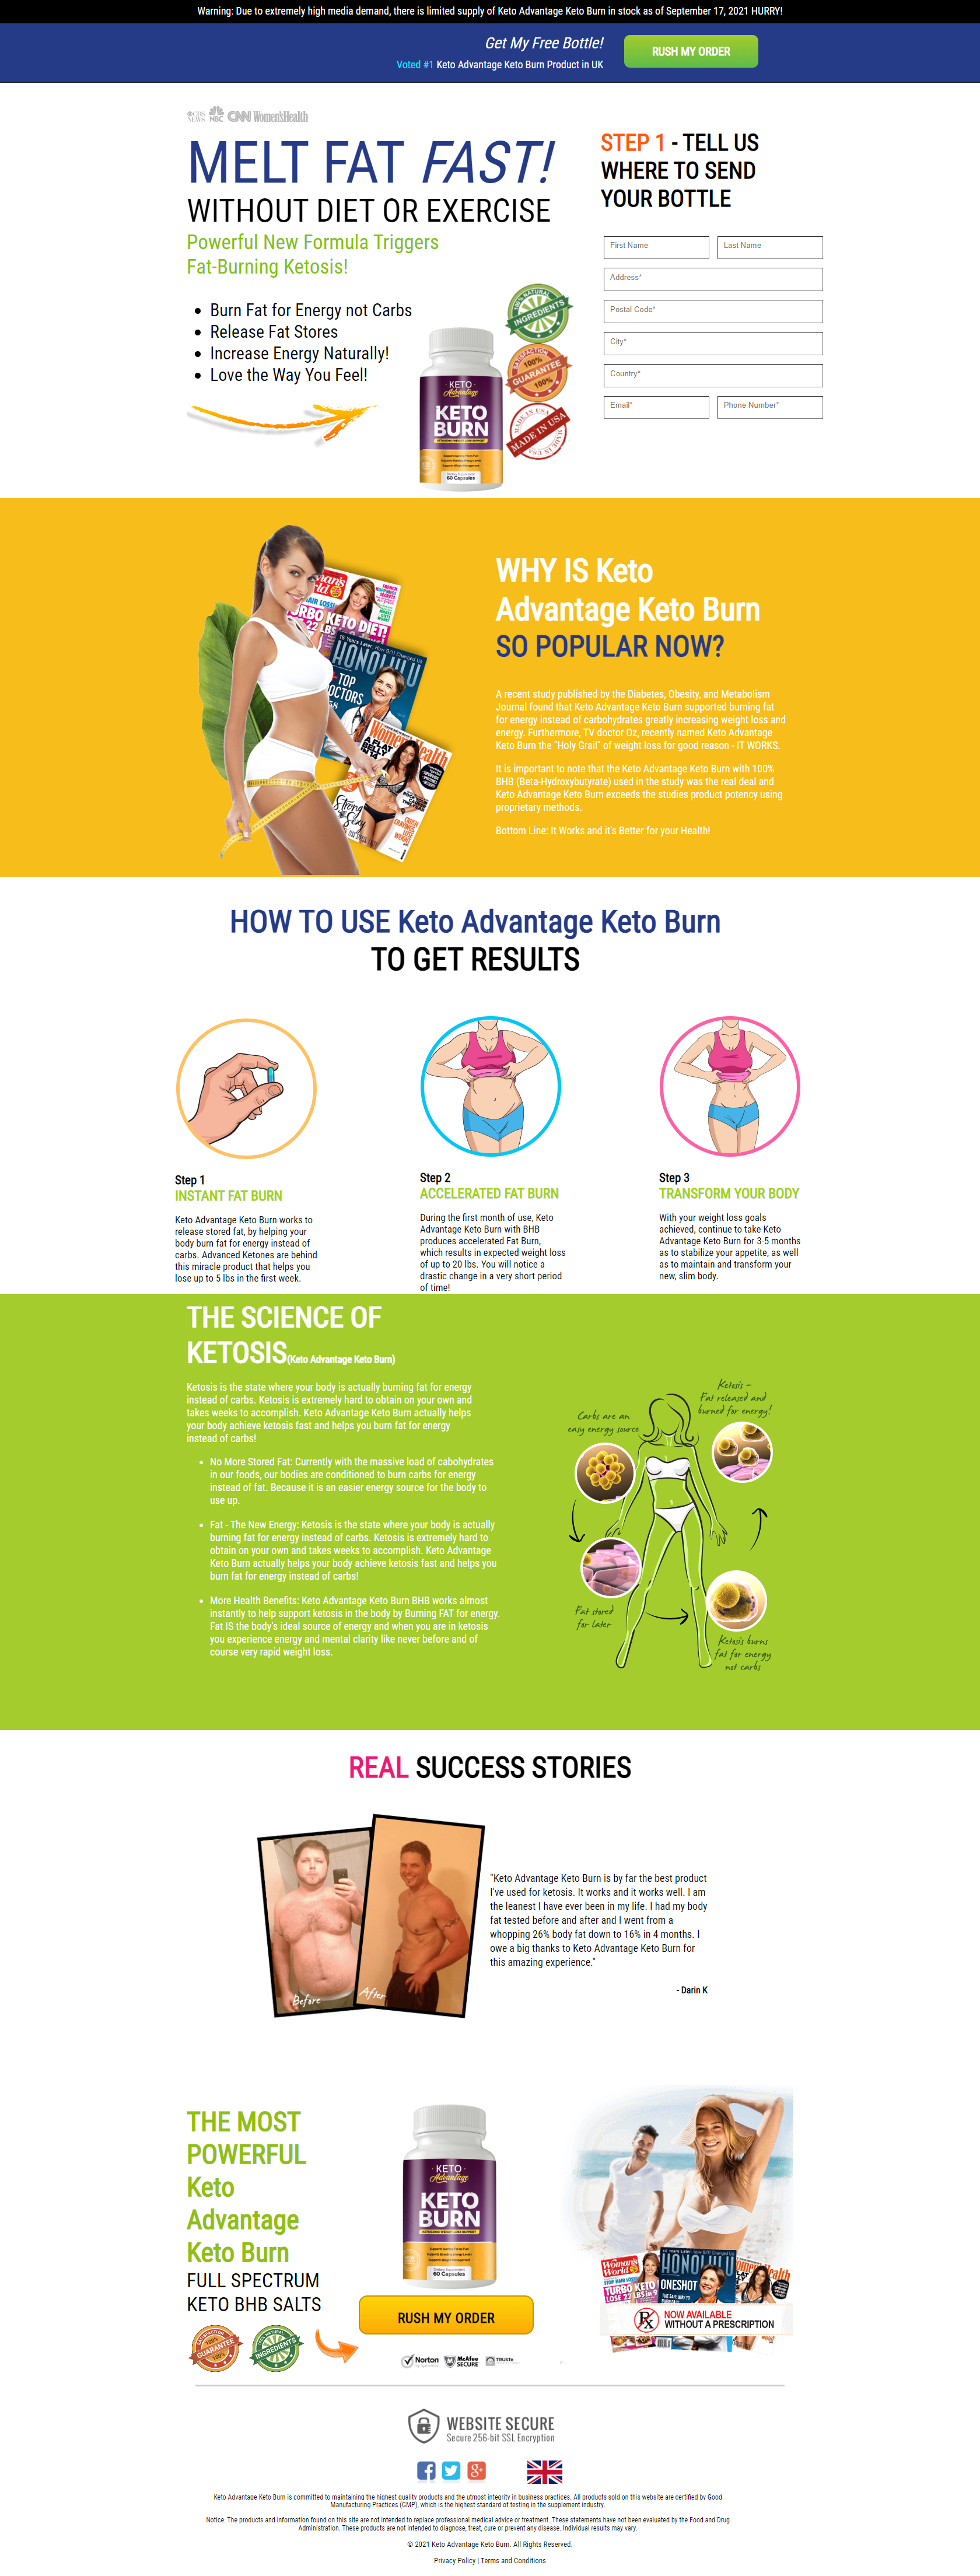 Warning: Due to extremely high media demand, there is limited supply of Keto Advantage Keto Burn in stock as of September 17, 2021 HURRY!
Get My Free Bottle!
Voted #1 Keto Advantage Keto Burn Product in UK
RUSH MY ORDER
CBS NEWS NBC CNN Women'sHealth
MELT FAT FAST!
WITHOUT DIET OR EXERCISE
Powerful New Formula Triggers
Fat-Burning Ketosis!
Burn Fat for Energy not Carbs
Release Fat Stores
Increase Energy Naturally!
Love the Way You Feel!
100% NATURAL
INGREDIENTS
SATISFACTION
100%
GUARANTEE
100%
MADE IN USA
MADE IN USA
MADE IN USA
KETO
Advantage
KETO
BURN
60 Capsules
STEP 1 - TELL US
WHERE TO SEND
YOUR BOTTLE
First Name
Last Name
Address*
Postal Code*
City*
Country*
Email*
Phone Number*
WHY IS Keto
Advantage Keto Burn
SO POPULAR NOW?
A recent study published by the Diabetes, Obesity, and Metabolism
Journal found that Keto Advantage Keto Burn supported burning fat
for energy instead of carbohydrates greatly increasing weight loss and
energy. Furthermore, TV doctor Oz, recently named Keto Advantage
Keto Burn the "Holy Grail" of weight loss for good reason - IT WORKS.
It is important to note that the Keto Advantage Keto Burn with 100%
BHB (Beta-Hydroxybutyrate) used in the study was the real deal and
Keto Advantage Keto Burn exceeds the studies product potency using
proprietary methods.
Bottom Line: It Works and it's Better for your Health!
KETO DIET!
HONOLULU
TOP
A FLAT
BELLY
Strong
Sexy
HOW TO USE Keto Advantage Keto Burn
TO GET RESULTS
Step 1
INSTANT FAT BURN
Keto Advantage Keto Burn works to
release stored fat, by helping your
body burn fat for energy instead of
carbs. Advanced Ketones are behind
this miracle product that helps you
lose up to 5 lbs in the first week.
Step 2
ACCELERATED FAT BURN
During the first month of use, Keto
Advantage Keto Burn with BHB
produces accelerated Fat Burn,
which results in expected weight loss
of up to 20 lbs. You will notice a
drastic change in a very short period
of time!
Step 3
TRANSFORM YOUR BODY
With your weight loss goals
achieved, continue to take Keto
Advantage Keto Burn for 3-5 months
as to stabilize your appetite, as well
as to maintain and transform your
new, slim body.
THE SCIENCE OF
KETOSIS(Keto Advantage Keto Burn)
Ketosis is the state where your body is actually burning fat for energy
instead of carbs. Ketosis is extremely hard to obtain on your own and
takes weeks to accomplish. Keto Advantage Keto Burn actually helps
your body achieve ketosis fast and helps you burn fat for energy
instead of carbs!
No More Stored Fat: Currently with the massive load of cabohydrates
in our foods, our bodies are conditioned to burn carbs for energy
instead of fat. Because it is an easier energy source for the body to
use up.
Fat - The New Energy: Ketosis is the state where your body is actually
burning fat for energy instead of carbs. Ketosis is extremely hard to
obtain on your own and takes weeks to accomplish. Keto Advantage
Keto Burn actually helps your body achieve ketosis fast and helps you
burn fat for energy instead of carbs!
More Health Benefits: Keto Advantage Keto Burn BHB works almost
instantly to help support ketosis in the body by Burning FAT for energy.
Fat IS the body's ideal source of energy and when you are in ketosis
you experience energy and mental clarity like never before and of
course very rapid weight loss.
Carbs are an
easy energy source
Ketosis -
Fat released and
burned for energy!
Fat stored
for later
Ketosis burns
fat for energy
not carbs
REAL SUCCESS STORIES
Before
After
"Keto Advantage Keto Burn is by far the best product
I've used for ketosis. It works and it works well. I am
the leanest I have ever been in my life. I had my body
fat tested before and after and I went from a
whopping 26% body fat down to 16% in 4 months. I
owe a big thanks to Keto Advantage Keto Burn for
this amazing experience."
- Darin K
THE MOST
POWERFUL
Keto
Advantage
Keto Burn
FULL SPECTRUM
KETO BHB SALTS
GUARANTEE
INGREDIENTS
KETO
Advantage
KETO
BURN
60 Capsules
RUSH MY ORDER
Norton
McAfee
SECURE
TRUSTe
Woman's
World
TURBO KETO
HONOLULU
ONESHOT
Rx
NOW AVAILABLE
WITHOUT A PRESCRIPTION
WEBSITE SECURE
Secure 256-bit SSL Encryption
Keto Advantage Keto Burn is committed to maintaining the highest quality products and the utmost integrity in business practices. All products sold on this website are certified by Good
Manufacturing Practices (GMP), which is the highest standard of testing in the supplement industry.
Notice: The products and information found on this site are not intended to replace professional medical advice or treatment. These statements have not been evaluated by the Food and Drug
Administration. These products are not intended to diagnose, treat, cure or prevent any disease. Individual results may vary.
© 2021 Keto Advantage Keto Burn. All Rights Reserved.
Privacy Policy | Terms and Conditions